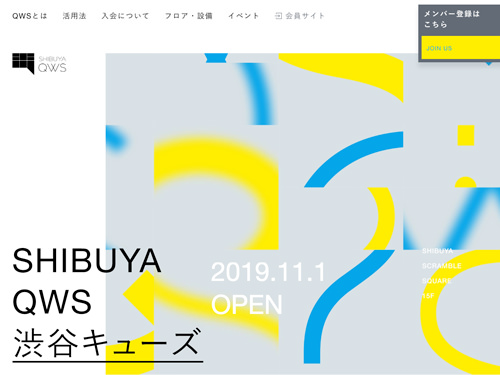 QWSとは 活用法 入会について フロア・設備 イベント 会員サイト
メンバー登録は
こちら
JOIN US
SHIBUYA
QWS
SHIBUYA
QWS
渋谷キューズ
2019.11.1
OPEN
SHIBUYA
SCRAMBLE
SQUARE
15F